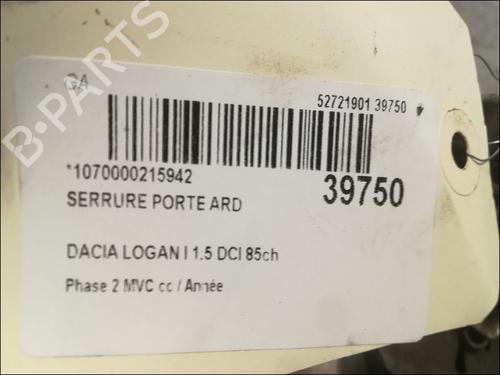 GA
52721901 39750
*1070000215942
39750
SERRURE PORTE ARD
DACIA LOGAN I 1.5 DCI 85ch
Phase 2 MVC cc / Année
B-PARTS